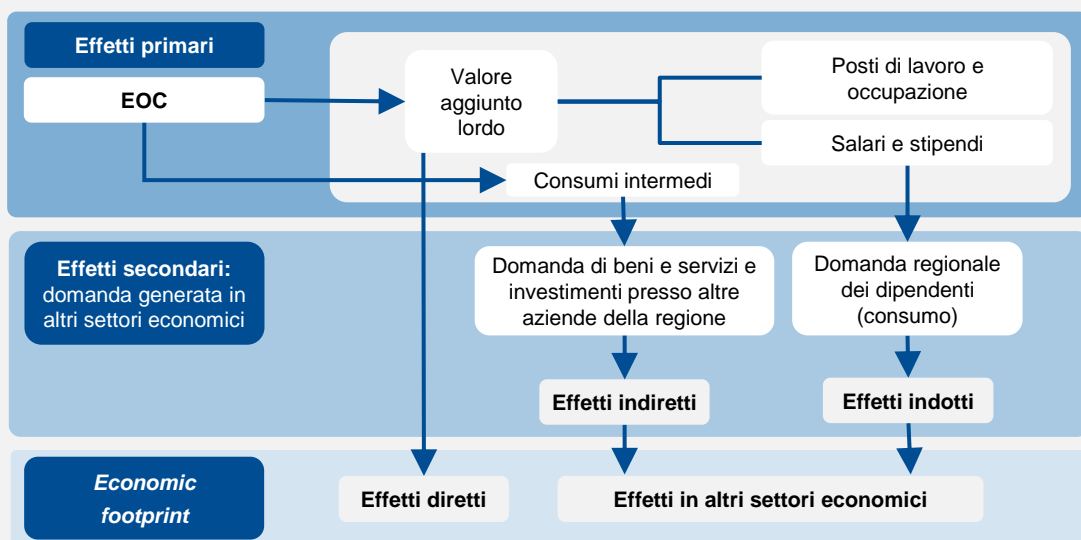 Effetti primari
EOC
Valore
aggiunto
lordo
Posti di lavoro e
occupazione
Salari e stipendi
Consumi intermedi
Effetti secondari:
domanda generata in
altri settori economici
Domanda di beni e servizi e
investimenti presso altre
aziende della regione
Domanda regionale
dei dipendenti
(consumo)
Effetti indiretti
Effetti indotti
Economic
footprint
Effetti diretti
Effetti in altri settori economici